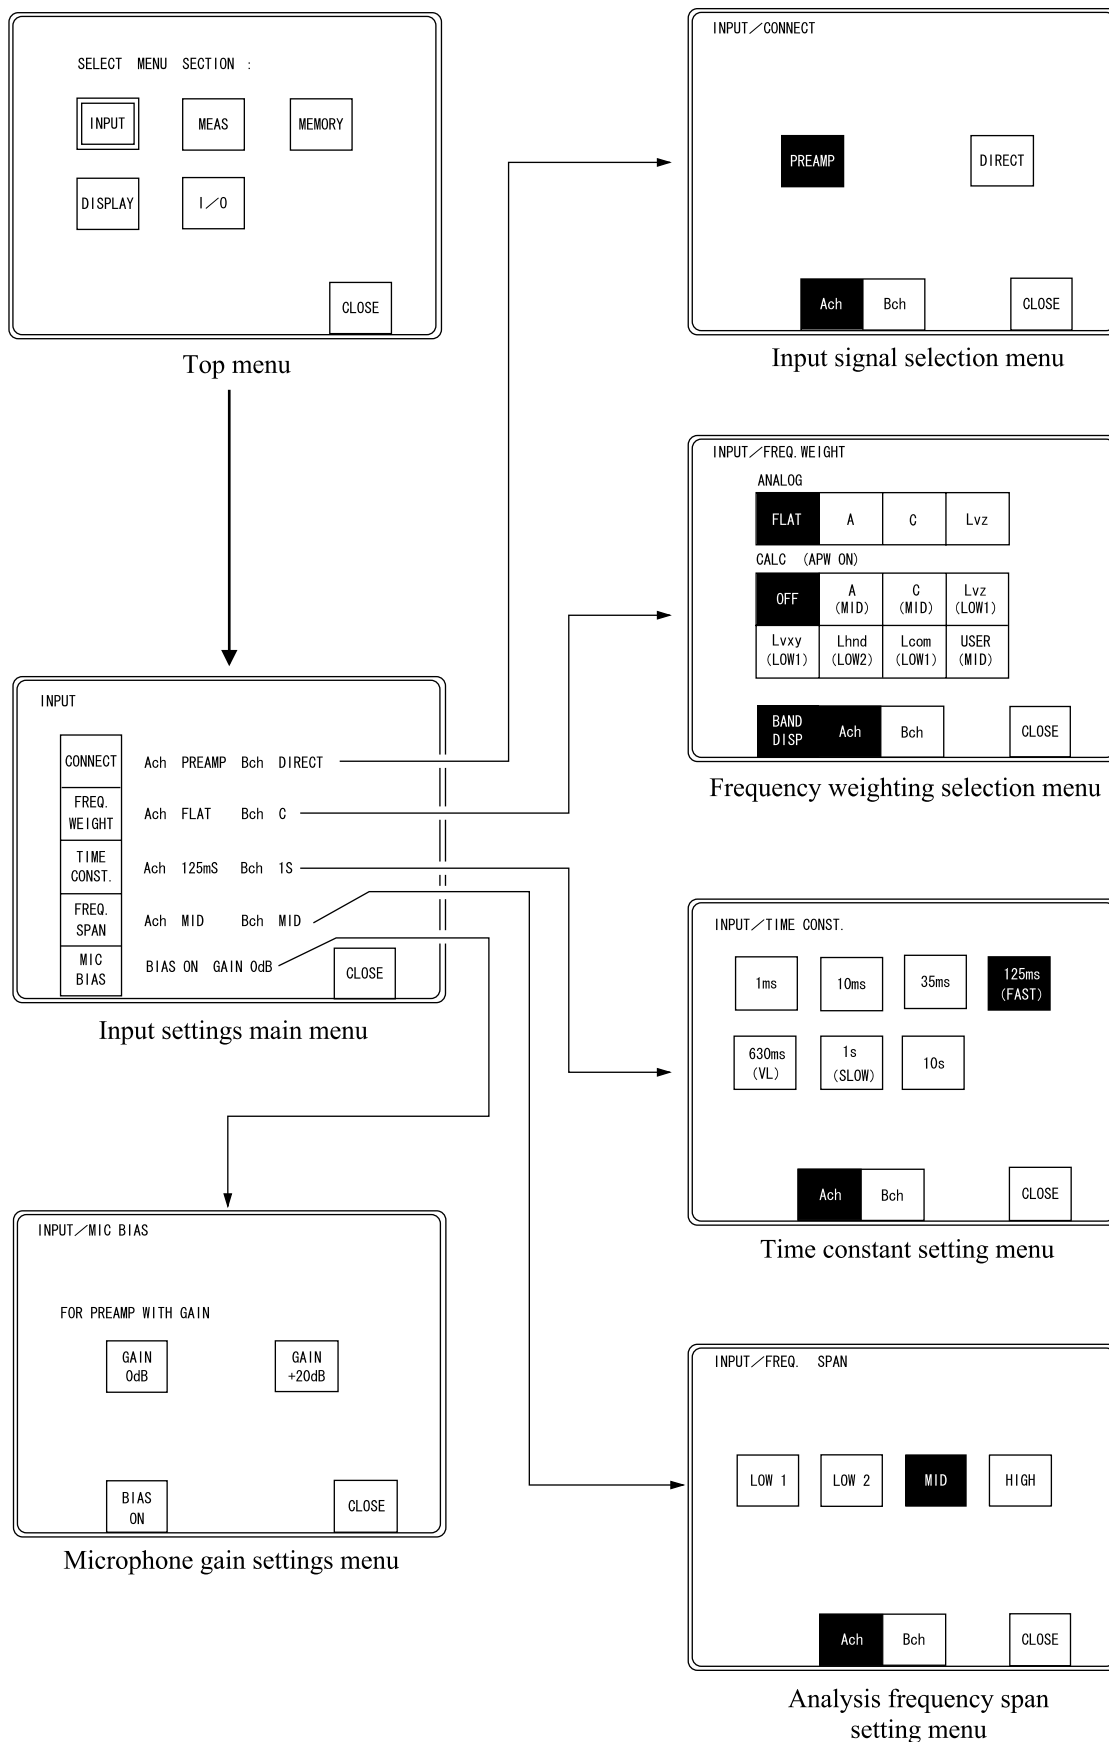 SELECT MENU SECTION :
INPUT MEAS MEMORY
DISPLAY I／O
CLOSE
Top menu
INPUT
CONNECT Ach PREAMP Bch DIRECT
FREQ.
WEIGHT
Ach FLAT Bch C
TIME
CONST.
Ach 125mS Bch 1S
FREQ.
SPAN
Ach MID Bch MID
MIC
BIAS
BIAS ON GAIN 0dB
CLOSE
Input settings main menu
INPUT／MIC BIAS
FOR PREAMP WITH GAIN
GAIN
0dB
GAIN
+20dB
BIAS
ON
CLOSE
Microphone gain settings menu
INPUT／CONNECT
PREAMP DIRECT
Ach Bch CLOSE
Input signal selection menu
INPUT／FREQ.WEIGHT
ANALOG
FLAT A C Lvz
CALC (APW ON)
OFF
A
(MID)
C
(MID)
Lvz
(LOW1)
Lvxy
(LOW1)
Lhnd
(LOW2)
Lcom
(LOW1)
USER
(MID)
BAND
DISP
Ach Bch CLOSE
Frequency weighting selection menu
INPUT／TIME CONST.
1ms 10ms 35ms
125ms
(FAST)
630ms
(VL)
1s
(SLOW)
10s
Ach Bch CLOSE
Time constant setting menu
INPUT／FREQ. SPAN
LOW 1 LOW 2 MID HIGH
Ach Bch CLOSE
Analysis frequency span
setting menu